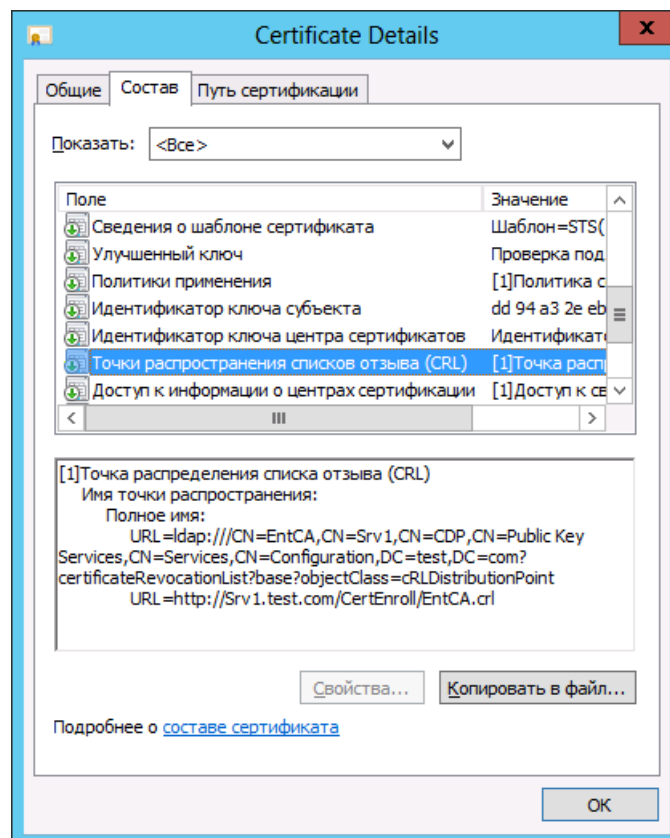 Certificate Details
x
Общие Состав Путь сертификации
Показать: <Все>
Поле Значение
Сведения о шаблоне сертификата Шаблон=STS(
Улучшенный ключ Проверка под
Политики применения [1]Политика с
Идентификатор ключа субъекта dd 94 a3 2e eb
Идентификатор ключа центра сертификатов Идентификато
Точки распространения списков отзыва (CRL) [1]Точка расп
Доступ к информации о центрах сертификации [1]Доступ к св
[1]Точка распределения списка отзыва (CRL)
Имя точки распространения:
Полное имя:
URL=ldap:///CN=EntCA,CN=Srv1,CN=CDP,CN=Public Key
Services,CN=Services,CN=Configuration,DC=test,DC=com?
certificateRevocationList?base?objectClass=cRLDistributionPoint
URL=http://Srv1.test.com/CertEnroll/EntCA.crl
Свойства... Копировать в файл...
Подробнее о составе сертификата
ОК